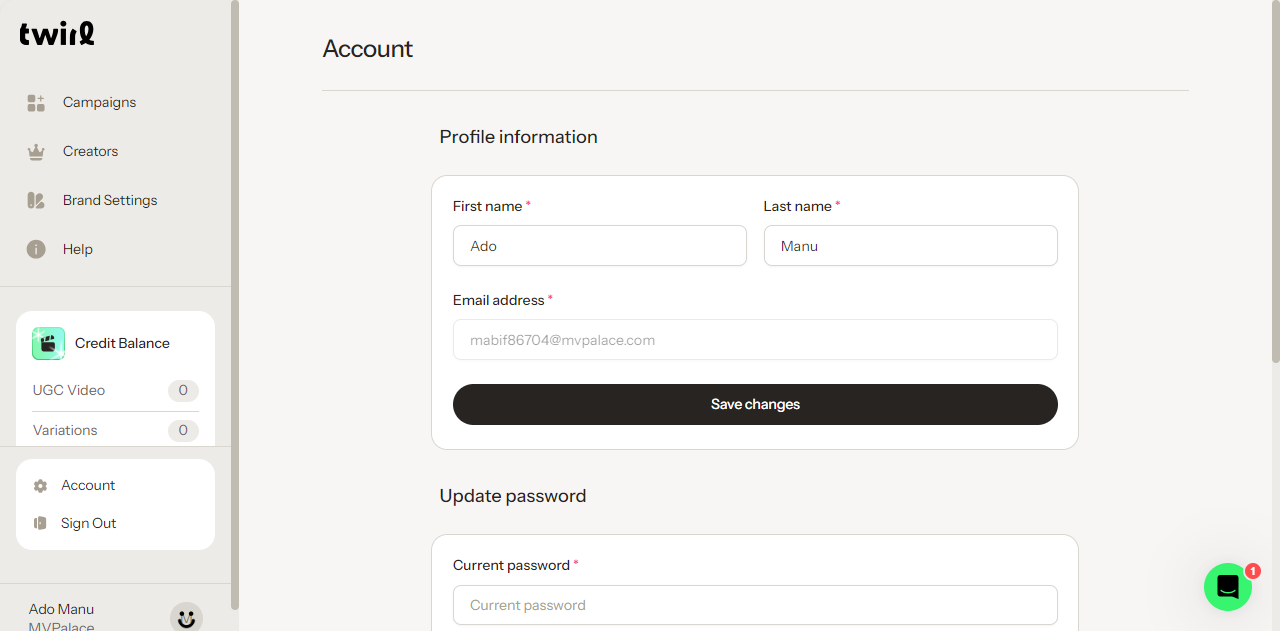 twirl
Campaigns
Creators
Brand Settings
Help
Credit Balance
UGC Video 0
Variations 0
Account
Sign Out
Ado Manu
MVPalace
Account
Profile information
First name * Last name *
Ado Manu
Email address *
mabif86704@mvpalace.com
Save changes
Update password
Current password *
Current password
1